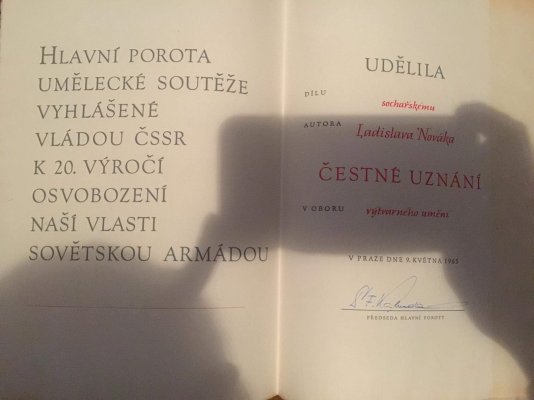 HLAVNÍ POROTA
UMĚLECKÉ SOUTĚŽE
VYHLÁŠENÉ
VLÁDOU ČSSR
K 20. VÝROČÍ
OSVOBOZENÍ
NAŠÍ VLASTI
SOVĚTSKOU ARMÁDOU
UDĚLILA
DÍLU
sochařskému
AUTORA
Ladislava Nováka
ČESTNÉ UZNÁNÍ
V OBORU
výtvarného umění
V PRAZE DNE 9. KVĚTNA 1965
PŘEDSEDA HLAVNÍ POROTY